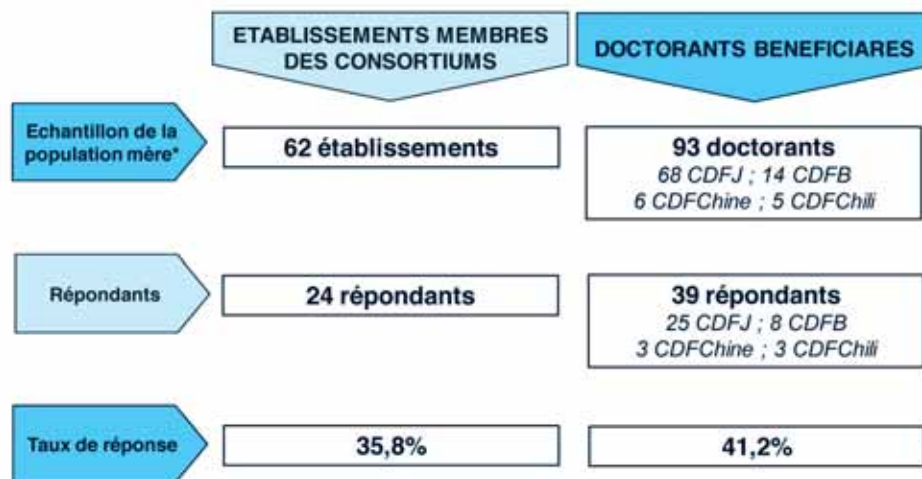 ETABLISSEMENTS MEMBRES
DES CONSORTIUMS
DOCTORANTS BENEFICIARES
Echantillon de la
population mère*
62 établissements
93 doctorants
68 CDFJ ; 14 CDFB
6 CDFChine ; 5 CDFChili
Répondants
24 répondants
39 répondants
25 CDFJ ; 8 CDFB
3 CDFChine ; 3 CDFChili
Taux de réponse
35,8%
41,2%